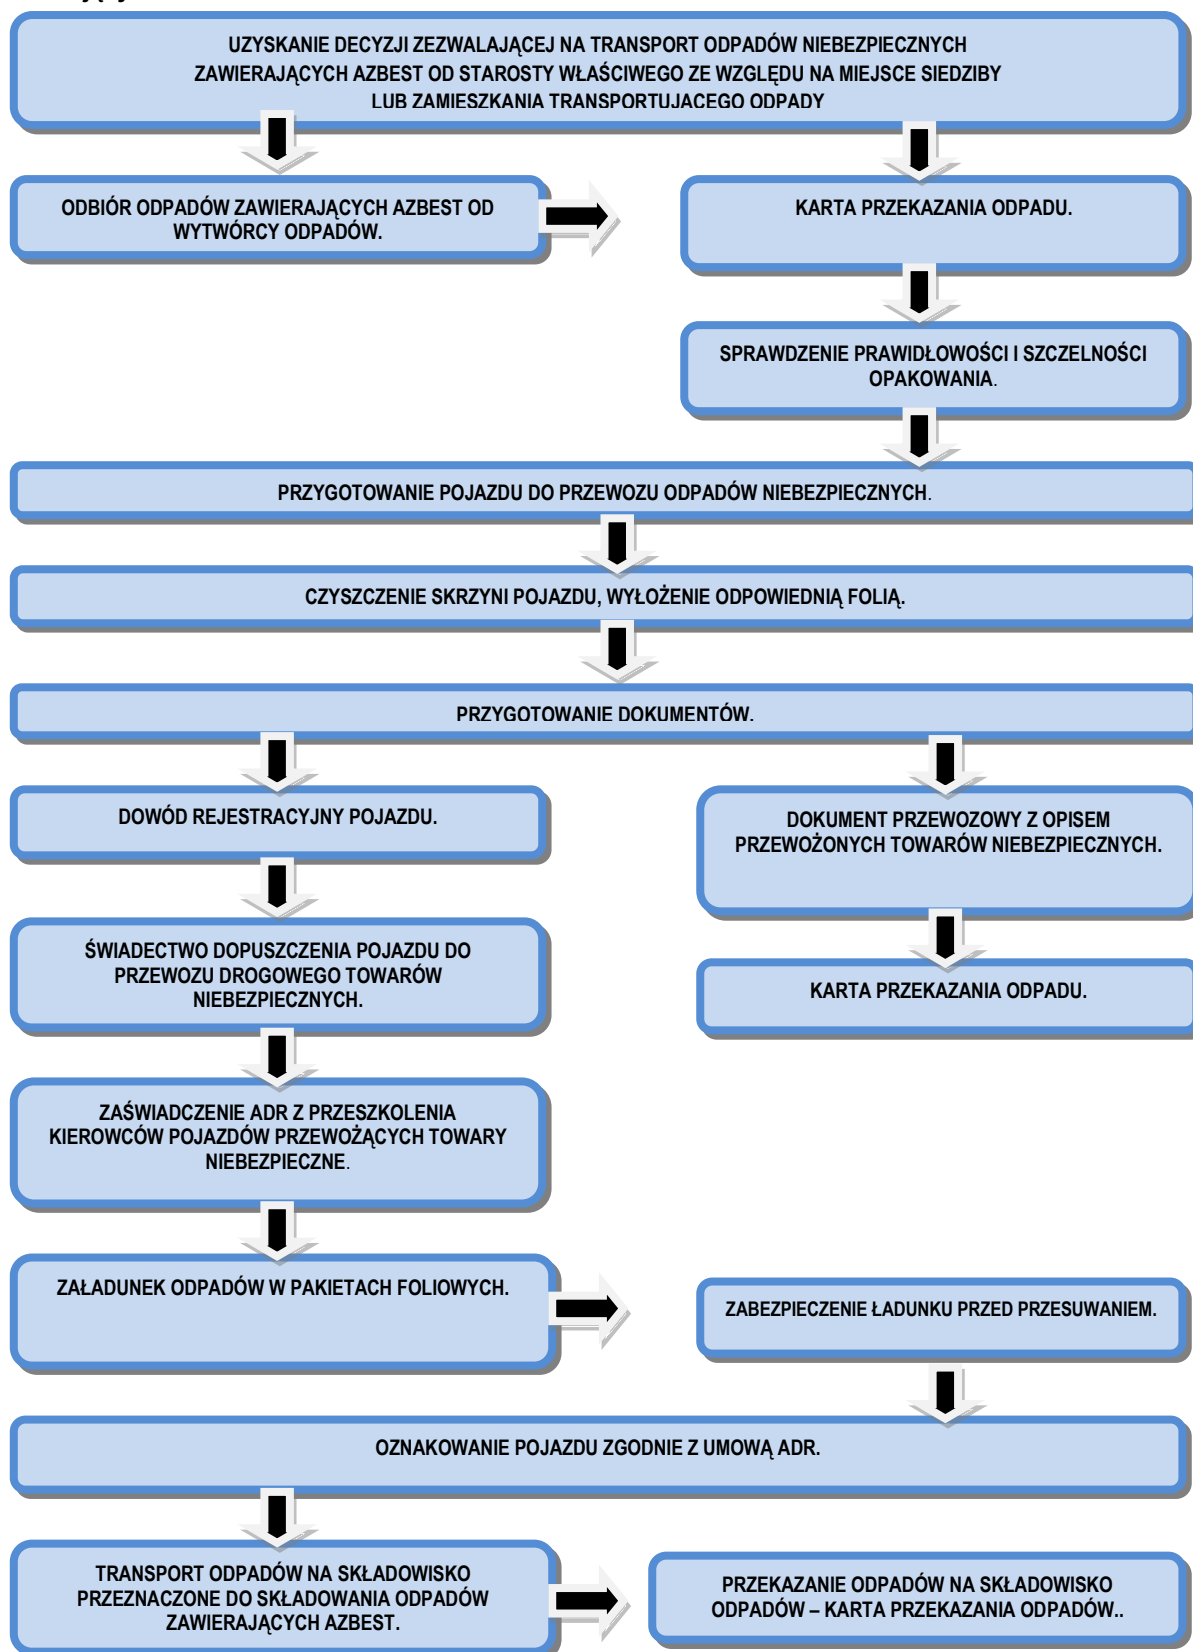 UZYSKANIE DECYZJI ZEZWALAJĄCEJ NA TRANSPORT ODPADÓW NIEBEZPIECZNYCH
ZAWIERAJĄCYCH AZBEST OD STAROSTY WŁAŚCIWEGO ZE WZGLĘDU NA MIEJSCE SIEDZIBY
LUB ZAMIESZKANIA TRANSPORTUJACEGO ODPADY
ODBIÓR ODPADÓW ZAWIERAJĄCYCH AZBEST OD
WYTWÓRCY ODPADÓW.
KARTA PRZEKAZANIA ODPADU.
SPRAWDZENIE PRAWIDŁOWOŚCI I SZCZELNOŚCI
OPAKOWANIA.
PRZYGOTOWANIE POJAZDU DO PRZEWOZU ODPADÓW NIEBEZPIECZNYCH.
CZYSZCZENIE SKRZYNI POJAZDU, WYŁOŻENIE ODPOWIEDNIĄ FOLIĄ.
PRZYGOTOWANIE DOKUMENTÓW.
DOWÓD REJESTRACYJNY POJAZDU.
ŚWIADECTWO DOPUSZCZENIA POJAZDU DO
PRZEWOZU DROGOWEGO TOWARÓW
NIEBEZPIECZNYCH.
ZAŚWIADCZENIE ADR Z PRZESZKOLENIA
KIEROWCÓW POJAZDÓW PRZEWOŻĄCYCH TOWARY
NIEBEZPIECZNE.
DOKUMENT PRZEWOZOWY Z OPISEM
PRZEWOŻONYCH TOWARÓW NIEBEZPIECZNYCH.
KARTA PRZEKAZANIA ODPADU.
ZAŁADUNEK ODPADÓW W PAKIETACH FOLIOWYCH.
ZABEZPIECZENIE ŁADUNKU PRZED PRZESUWANIEM.
OZNAKOWANIE POJAZDU ZGODNIE Z UMOWĄ ADR.
TRANSPORT ODPADÓW NA SKŁADOWISKO
PRZEZNACZONE DO SKŁADOWANIA ODPADÓW
ZAWIERAJĄCYCH AZBEST.
PRZEKAZANIE ODPADÓW NA SKŁADOWISKO
ODPADÓW – KARTA PRZEKAZANIA ODPADÓW..